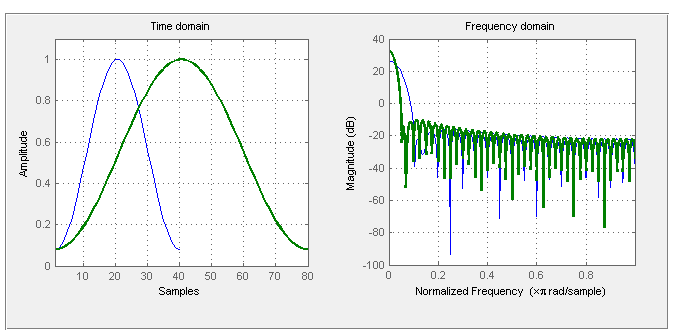 Time domain
1
0.8
0.6
0.4
0.2
0
10 20 30 40 50 60 70 80
Amplitude
Samples
Frequency domain
40
20
0
-20
-40
-60
-80
-100
0 0.2 0.4 0.6 0.8
Magnitude (dB)
Normalized Frequency (×π rad/sample)